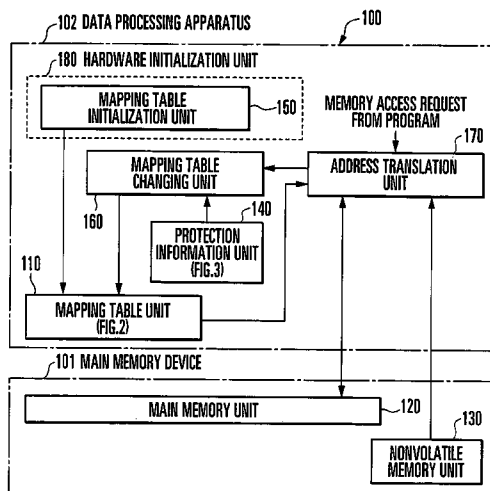 102 DATA PROCESSING APPARATUS
100
180 HARDWARE INITIALIZATION UNIT
MAPPING TABLE
INITIALIZATION UNIT
150
MEMORY ACCESS REQUEST
FROM PROGRAM
170
MAPPING TABLE
CHANGING UNIT
ADDRESS TRANSLATION
UNIT
160
140
PROTECTION
INFORMATION UNIT
(FIG.3)
110
MAPPING TABLE UNIT
(FIG.2)
101 MAIN MEMORY DEVICE
MAIN MEMORY UNIT
120
130
NONVOLATILE
MEMORY UNIT